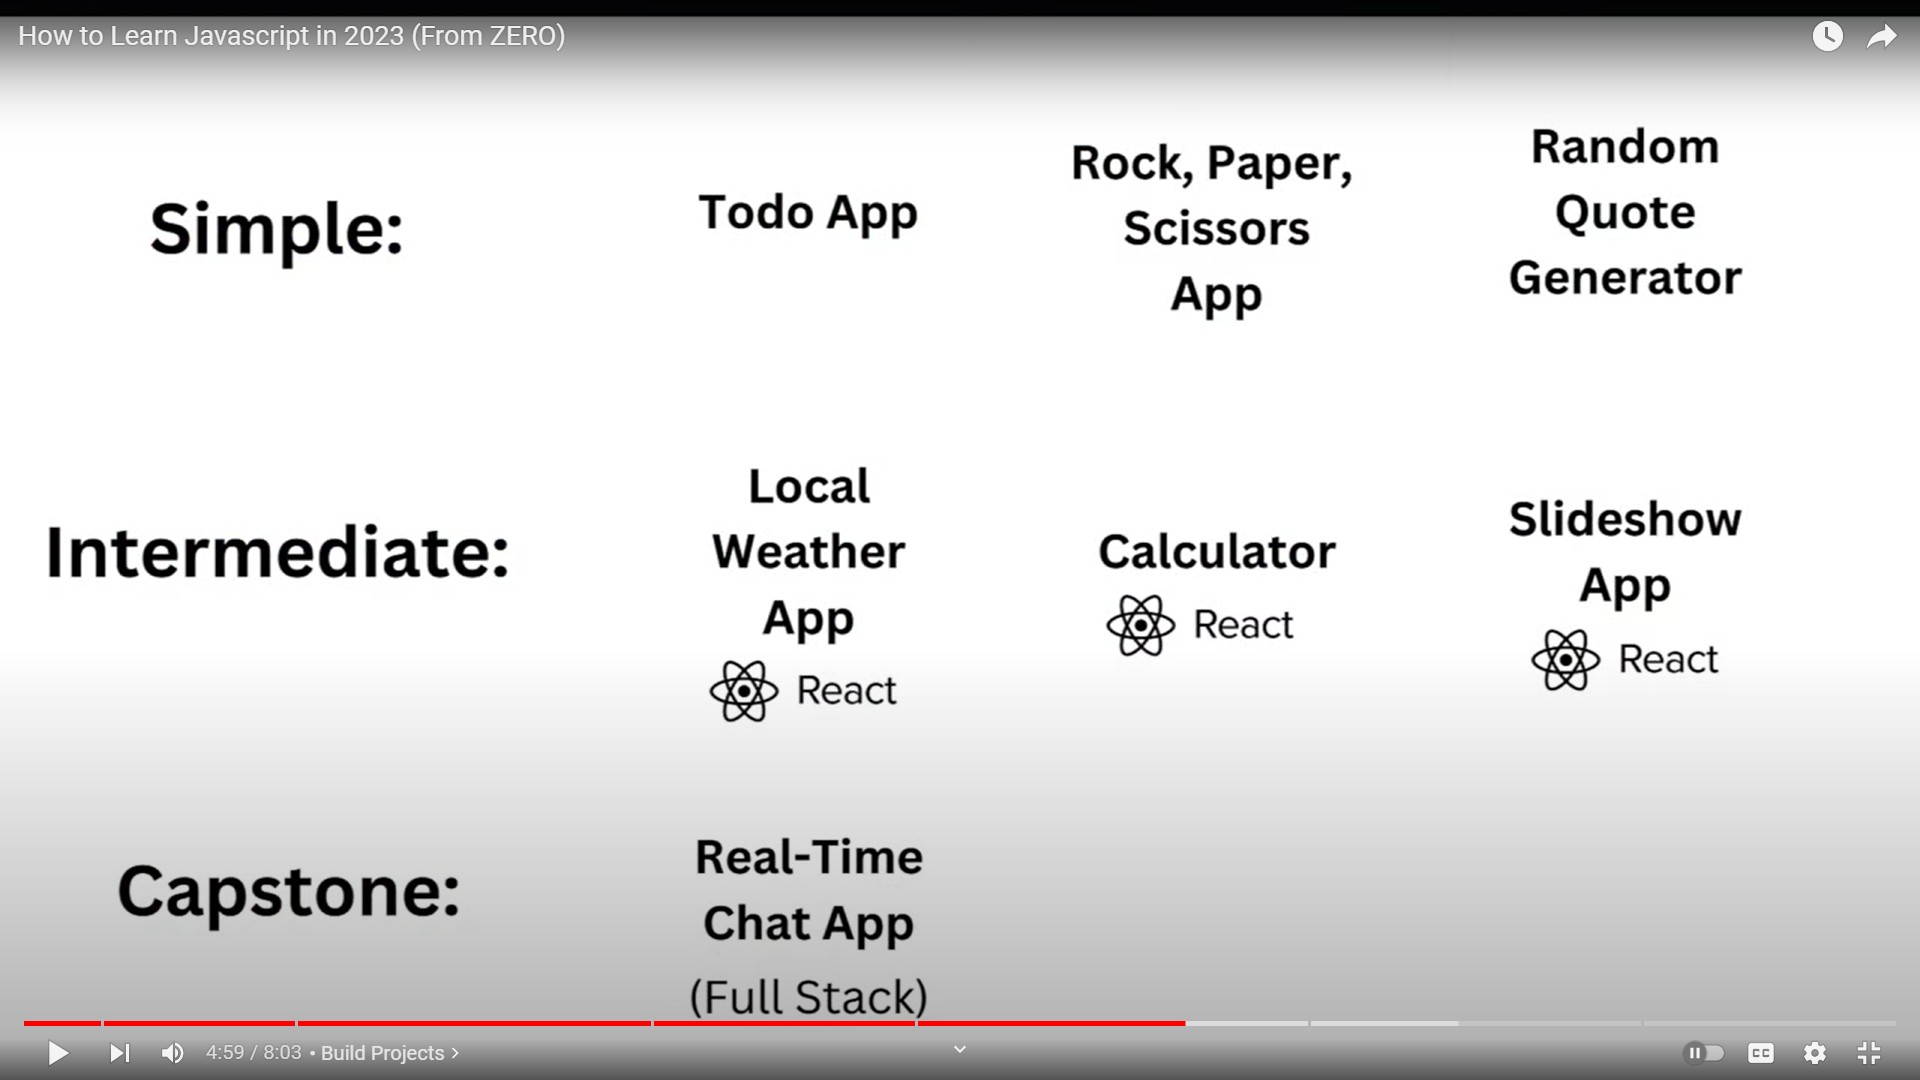 How to Learn Javascript in 2023 (From ZERO)
Simple:
Todo App
Rock, Paper,
Scissors
App
Random
Quote
Generator
Intermediate:
Local
Weather
App
React
Calculator
React
Slideshow
App
React
Capstone:
Real-Time
Chat App
(Full Stack)
4:59 / 8:03 • Build Projects
CC